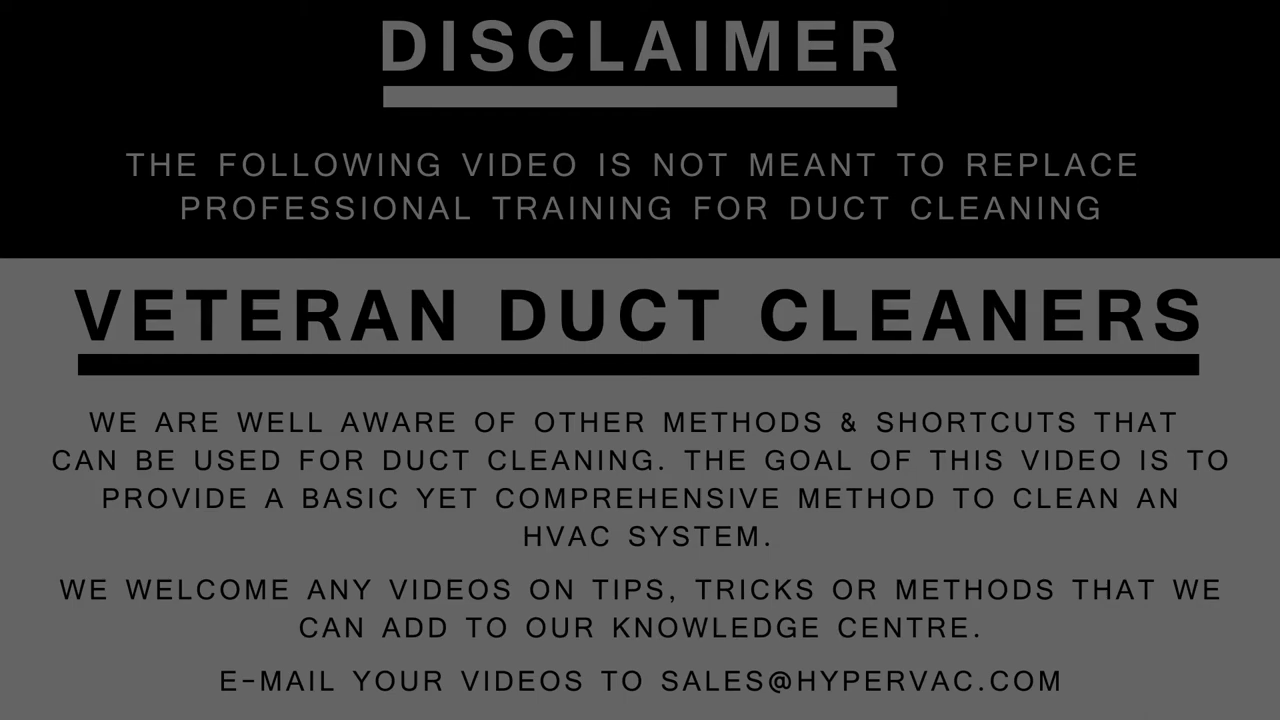 DISCLAIMER
THE FOLLOWING VIDEO IS NOT MEANT TO REPLACE
PROFESSIONAL TRAINING FOR DUCT CLEANING
VETERAN DUCT CLEANERS
WE ARE WELL AWARE OF OTHER METHODS & SHORTCUTS THAT
CAN BE USED FOR DUCT CLEANING. THE GOAL OF THIS VIDEO IS TO
PROVIDE A BASIC YET COMPREHENSIVE METHOD TO CLEAN AN
HVAC SYSTEM.
WE WELCOME ANY VIDEOS ON TIPS, TRICKS OR METHODS THAT WE
CAN ADD TO OUR KNOWLEDGE CENTRE.
E-MAIL YOUR VIDEOS TO SALES@HYPERVAC.COM